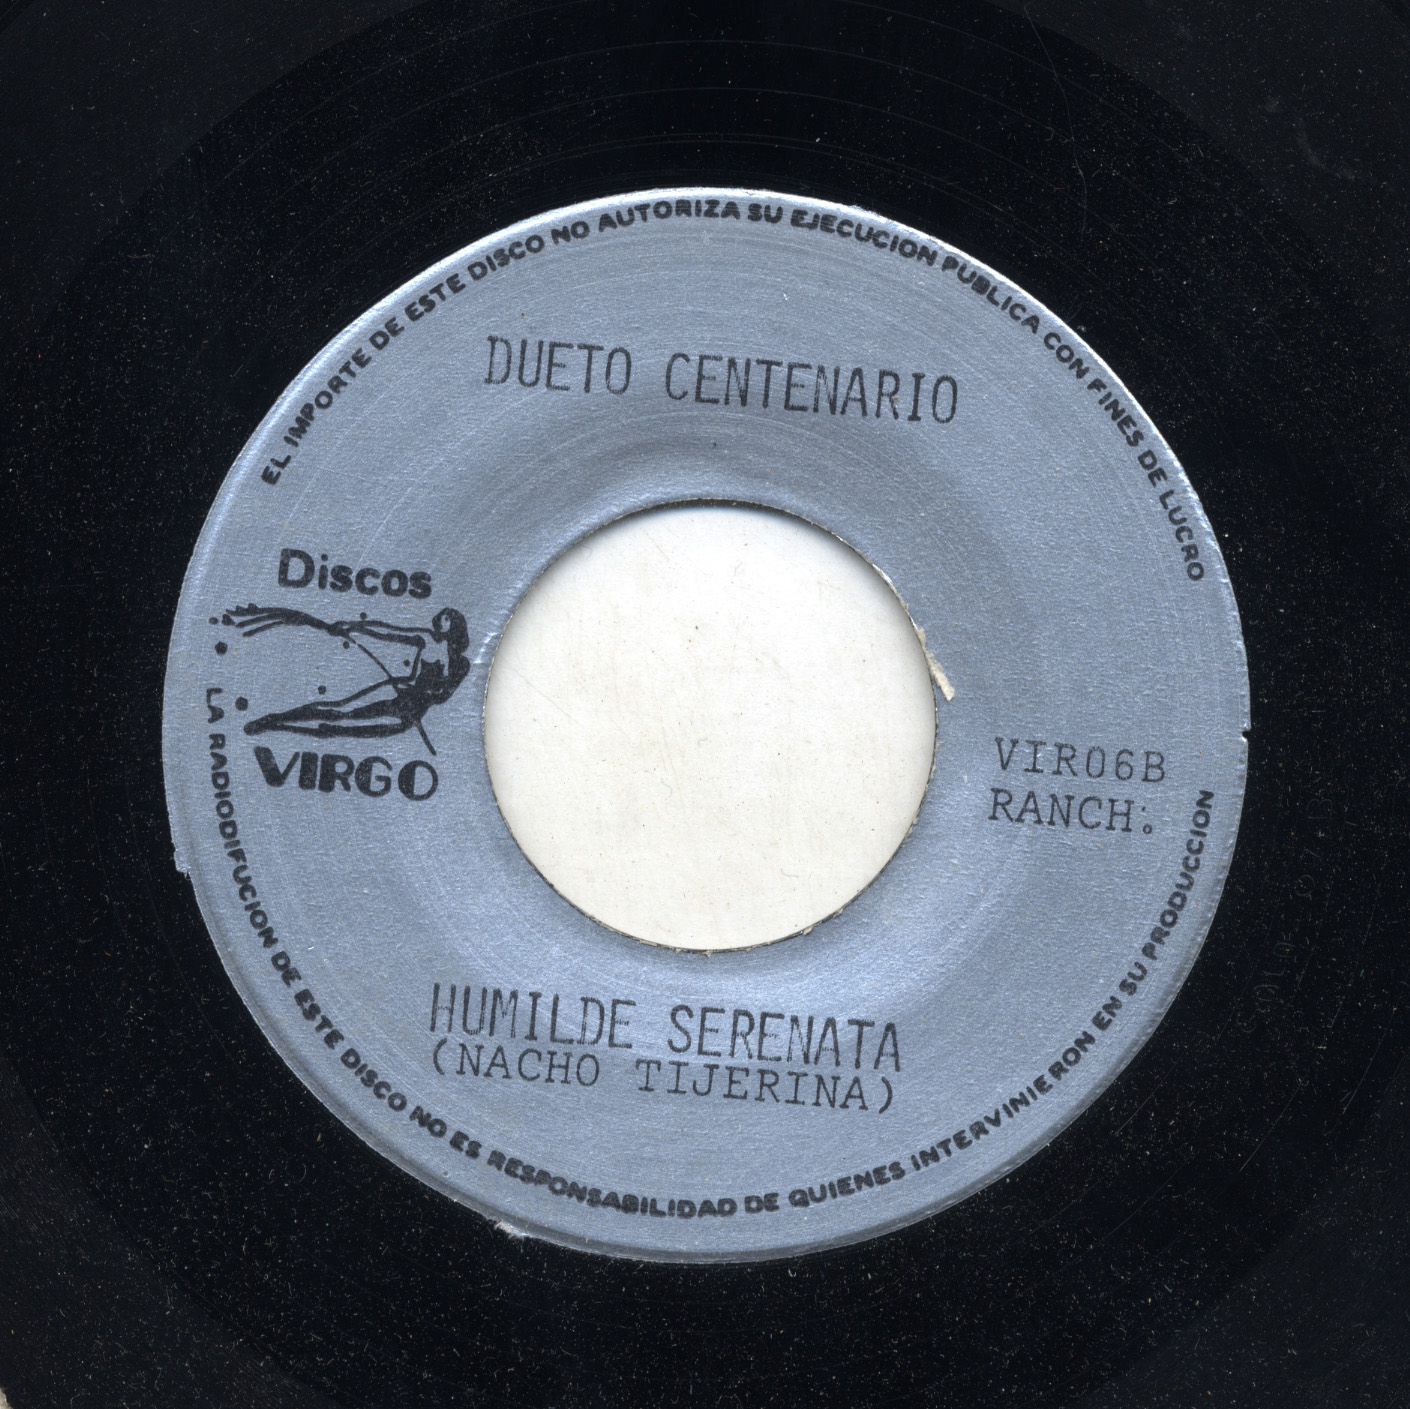 EL IMPORTE DE ESTE DISCO NO AUTORIZA SU EJECUCION PUBLICA CON FINES DE LUCRO
DUETO CENTENARIO
Discos
VIRGO
VIR06B
RANCH:
HUMILDE SERENATA
(NACHO TIJERINA)
LA RADIODIFUCION DE ESTE DISCO NO ES RESPONSABILIDAD DE QUIENES INTERVINIERON EN SU PRODUCCION